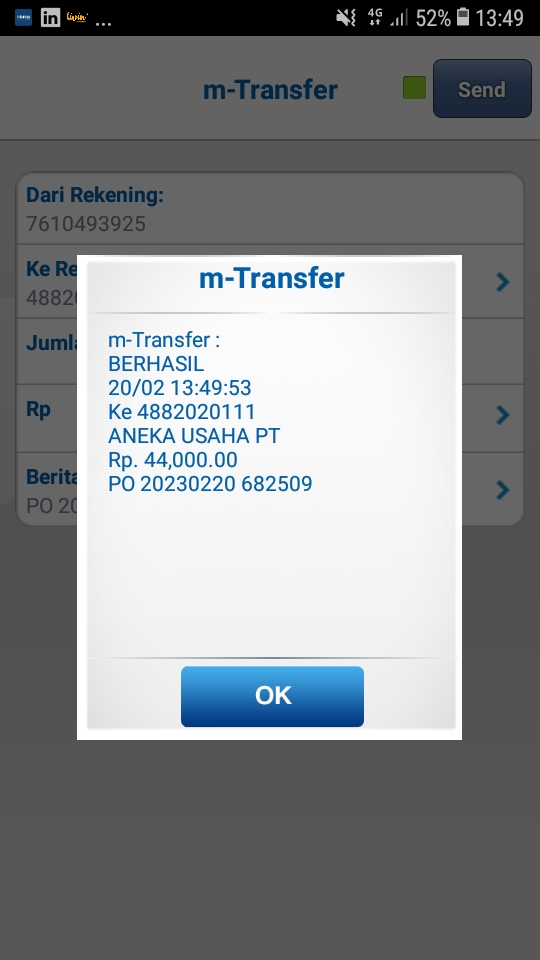 in
livin'
...
4G
52%
13:49
m-Transfer
Send
Dari Rekening:
7610493925
Ke Re
4882
Jumla
Rp
Berita
PO 20
m-Transfer
m-Transfer :
BERHASIL
20/02 13:49:53
Ke 4882020111
ANEKA USAHA PT
Rp. 44,000.00
PO 20230220 682509
OK